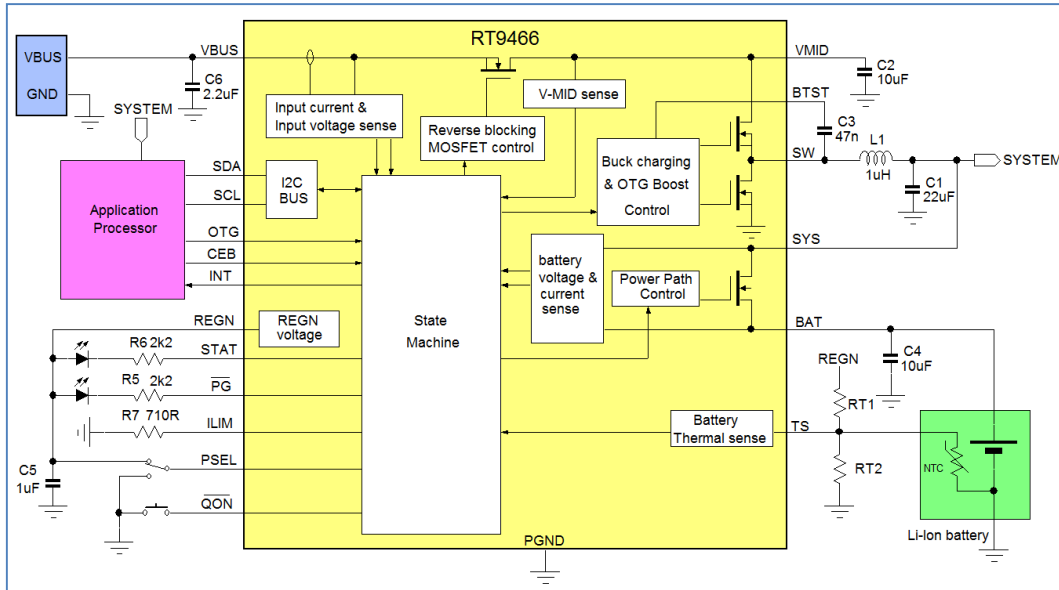 RT9466
VBUS
GND
VBUS
C6
2.2uF
SYSTEM
Application
Processor
SDA
SCL
OTG
CEB
INT
REGN
STAT
PG
ILIM
PSEL
QON
R6 2k2
R5 2k2
R7 710R
C5
1uF
Input current &
Input voltage sense
Reverse blocking
MOSFET control
V-MID sense
I2C
BUS
Buck charging
& OTG Boost
Control
battery
voltage &
current
sense
Power Path
Control
REGN
voltage
State
Machine
Battery
Thermal sense
PGND
VMID
C2
10uF
BTST
C3
47n
SW
L1
1uH
SYSTEM
C1
22uF
SYS
BAT
C4
10uF
REGN
RT1
TS
RT2
NTC
Li-Ion battery